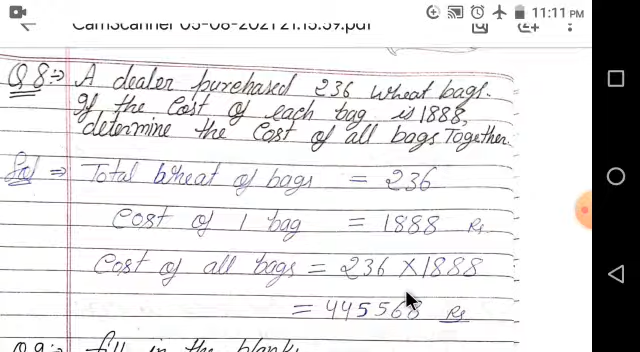 11:11 PM
CamScanner 05-08-2021 21.15.59.pdf
Q8:⇒ A dealer purchased 236 wheat bags.
If the Cost of each bag is 1888,
determine the Cost of all bags Together.
Sol ⇒ Total Wheat of bags = 236
Cost of 1 bag = 1888 Rs
Cost of all bags = 236 × 1888
= 445568 Rs
Q9:⇒ fill in the blanks